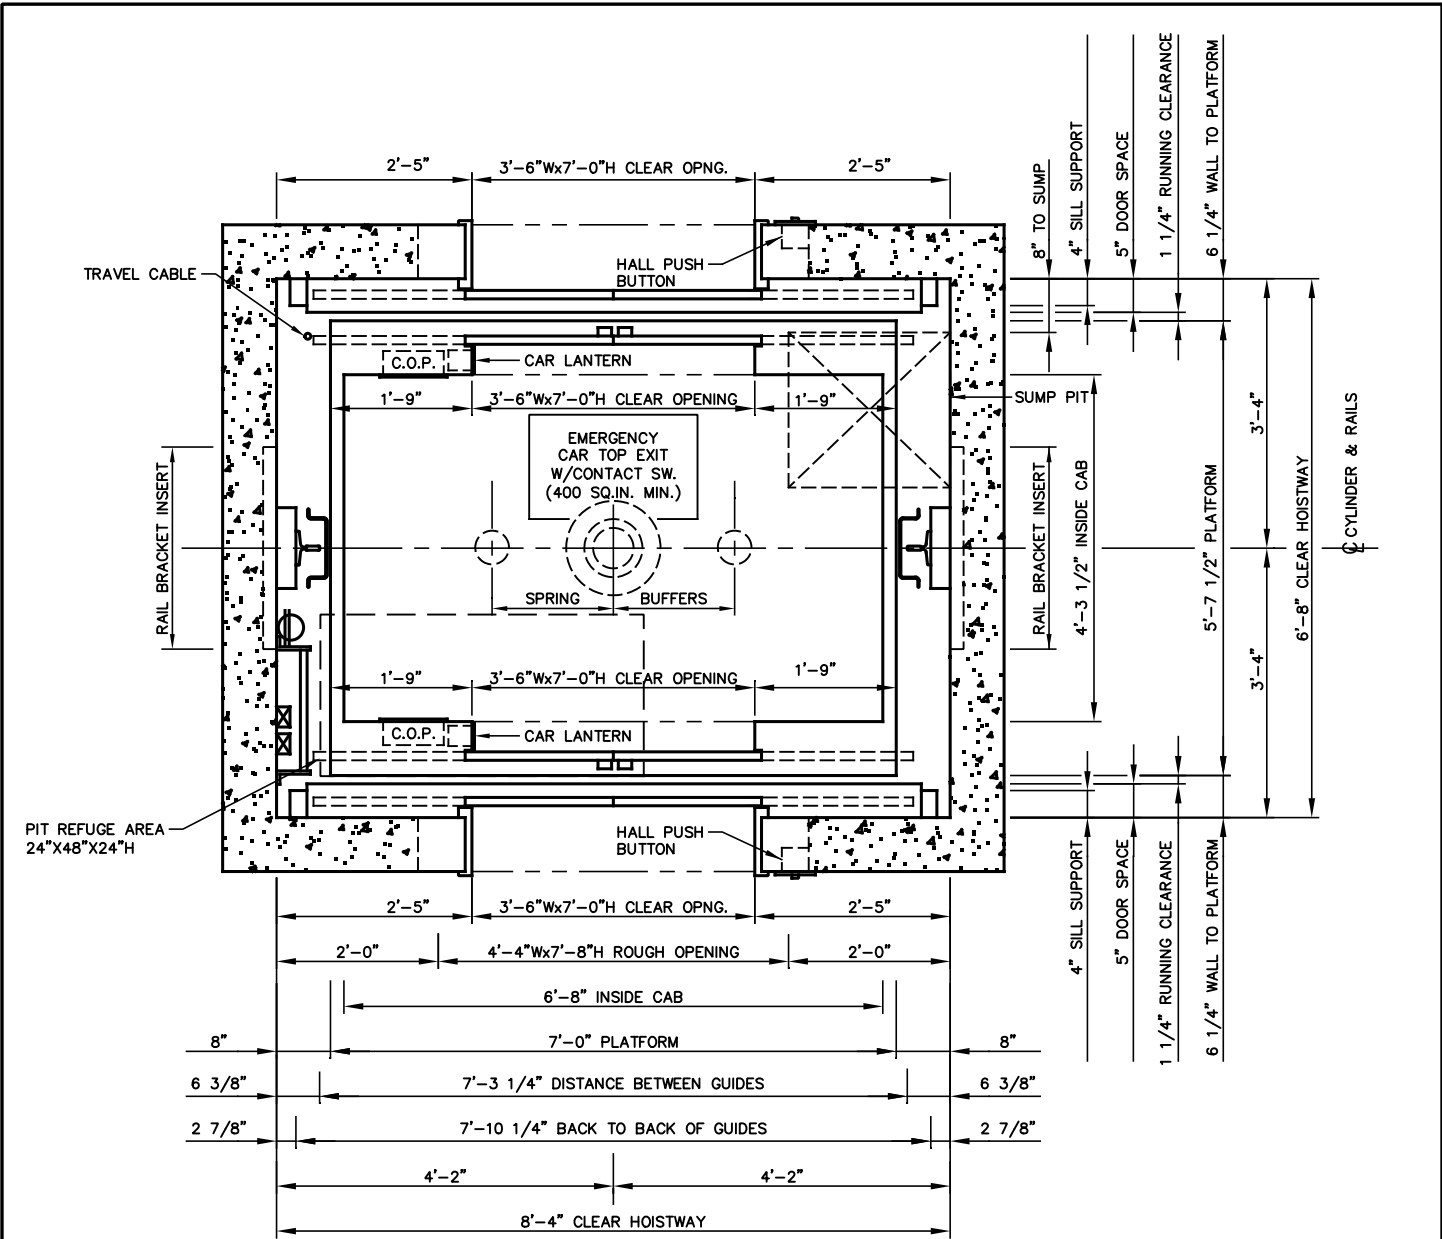 2'-5"
3'-6"Wx7'-0"H CLEAR OPNG.
2'-5"
8" TO SUMP
4" SILL SUPPORT
5" DOOR SPACE
1 1/4" RUNNING CLEARANCE
6 1/4" WALL TO PLATFORM
TRAVEL CABLE
HALL PUSH
BUTTON
C.O.P.
CAR LANTERN
1'-9"
3'-6"Wx7'-0"H CLEAR OPENING
1'-9"
SUMP PIT
EMERGENCY
CAR TOP EXIT
W/CONTACT SW.
(400 SQ.IN. MIN.)
RAIL BRACKET INSERT
RAIL BRACKET INSERT
4'-3 1/2" INSIDE CAB
5'-7 1/2" PLATFORM
3'-4"
3'-4"
6'-8" CLEAR HOISTWAY
℄ CYLINDER & RAILS
SPRING
BUFFERS
1'-9"
3'-6"Wx7'-0"H CLEAR OPENING
1'-9"
C.O.P.
CAR LANTERN
PIT REFUGE AREA
24"X48"X24"H
HALL PUSH
BUTTON
4" SILL SUPPORT
5" DOOR SPACE
1 1/4" RUNNING CLEARANCE
6 1/4" WALL TO PLATFORM
2'-5"
3'-6"Wx7'-0"H CLEAR OPNG.
2'-5"
2'-0"
4'-4"Wx7'-8"H ROUGH OPENING
2'-0"
6'-8" INSIDE CAB
8"
7'-0" PLATFORM
8"
6 3/8"
7'-3 1/4" DISTANCE BETWEEN GUIDES
6 3/8"
2 7/8"
7'-10 1/4" BACK TO BACK OF GUIDES
2 7/8"
4'-2"
4'-2"
8'-4" CLEAR HOISTWAY